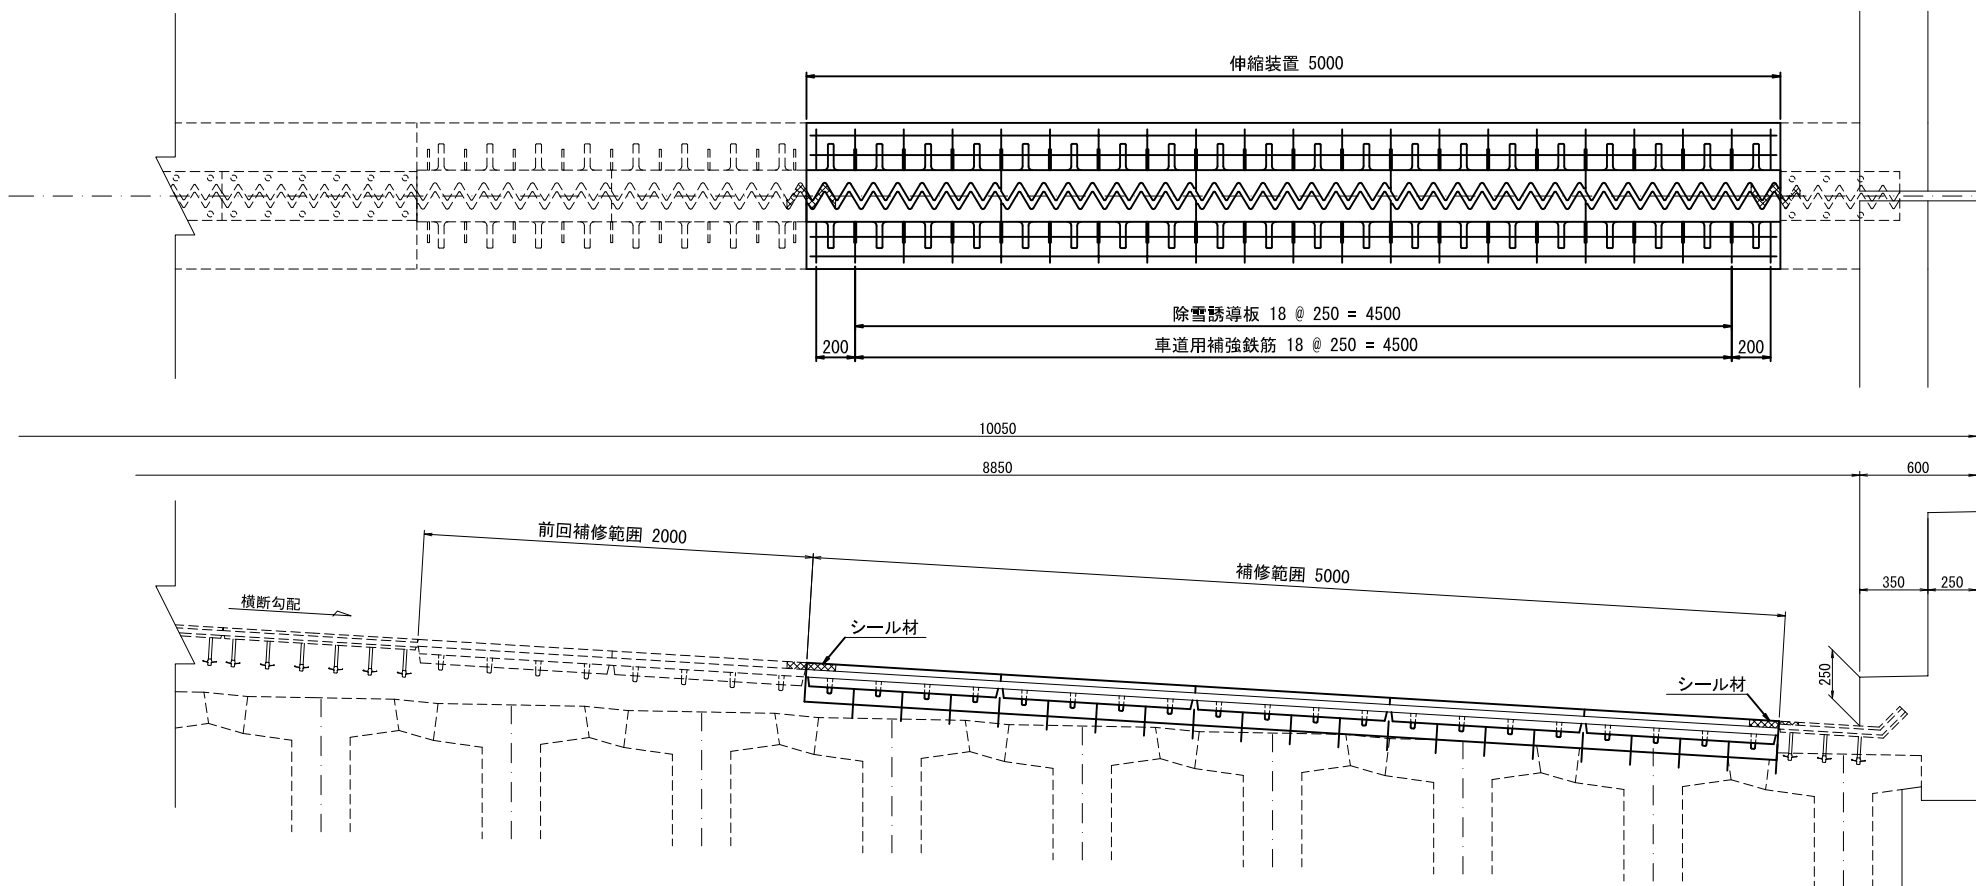 伸縮装置 5000
除雪誘導板 18 @ 250 = 4500
200
車道用補強鉄筋 18 @ 250 = 4500
200
10050
8850
600
前回補修範囲 2000
補修範囲 5000
350
250
横断勾配
シール材
250
シール材